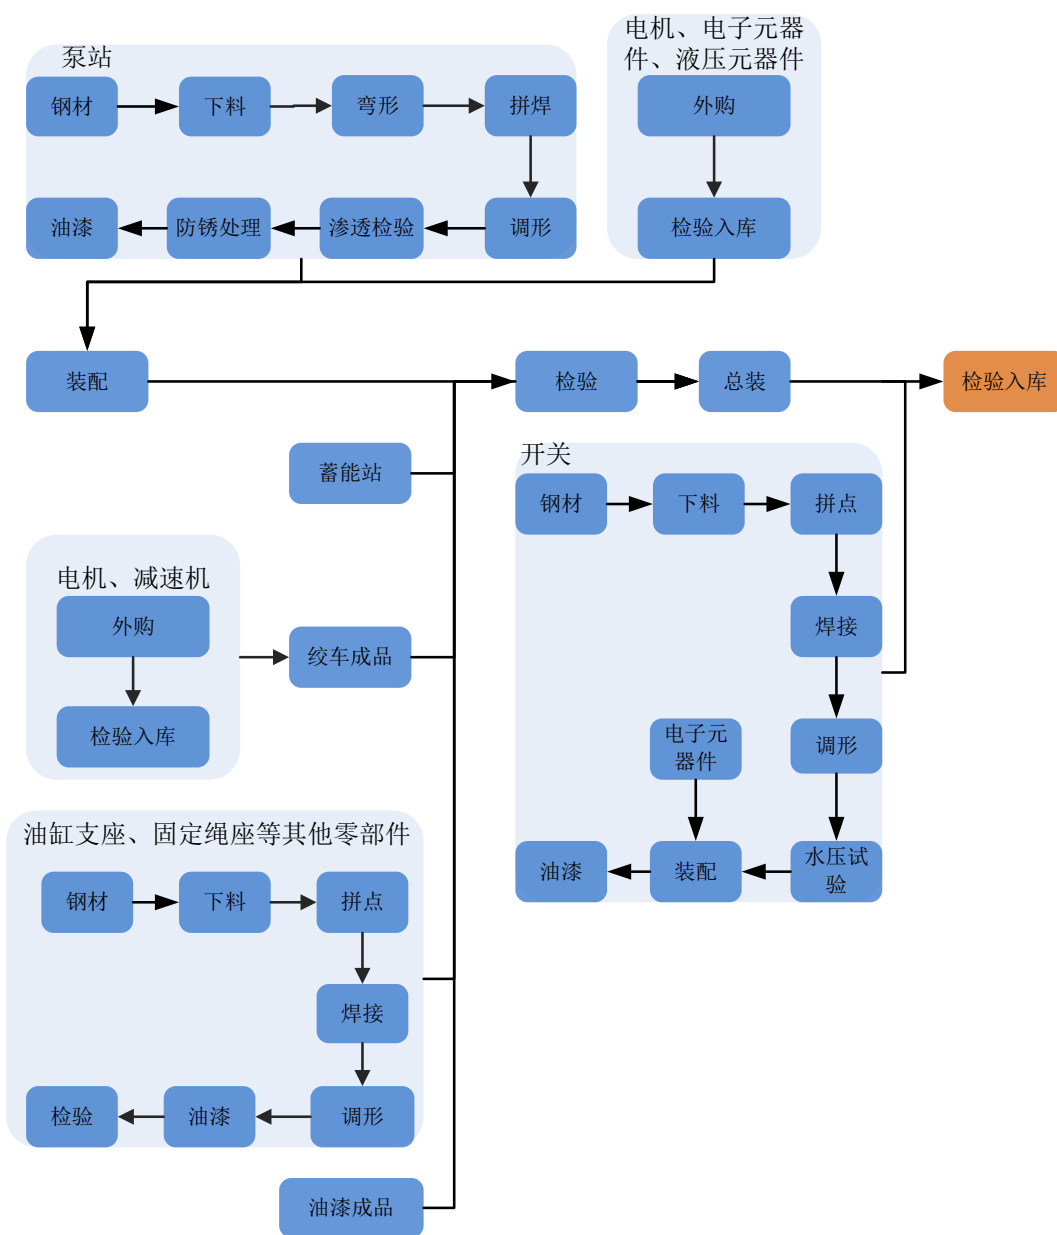 泵站
钢材
下料
弯形
拼焊
油漆
防锈处理
渗透检验
调形
电机、电子元器
件、液压元器件
外购
检验入库
装配
检验
总装
检验入库
蓄能站
电机、减速机
外购
检验入库
绞车成品
开关
钢材
下料
拼点
焊接
电子元
器件
调形
油漆
装配
水压试
验
油缸支座、固定绳座等其他零部件
钢材
下料
拼点
焊接
检验
油漆
调形
油漆成品